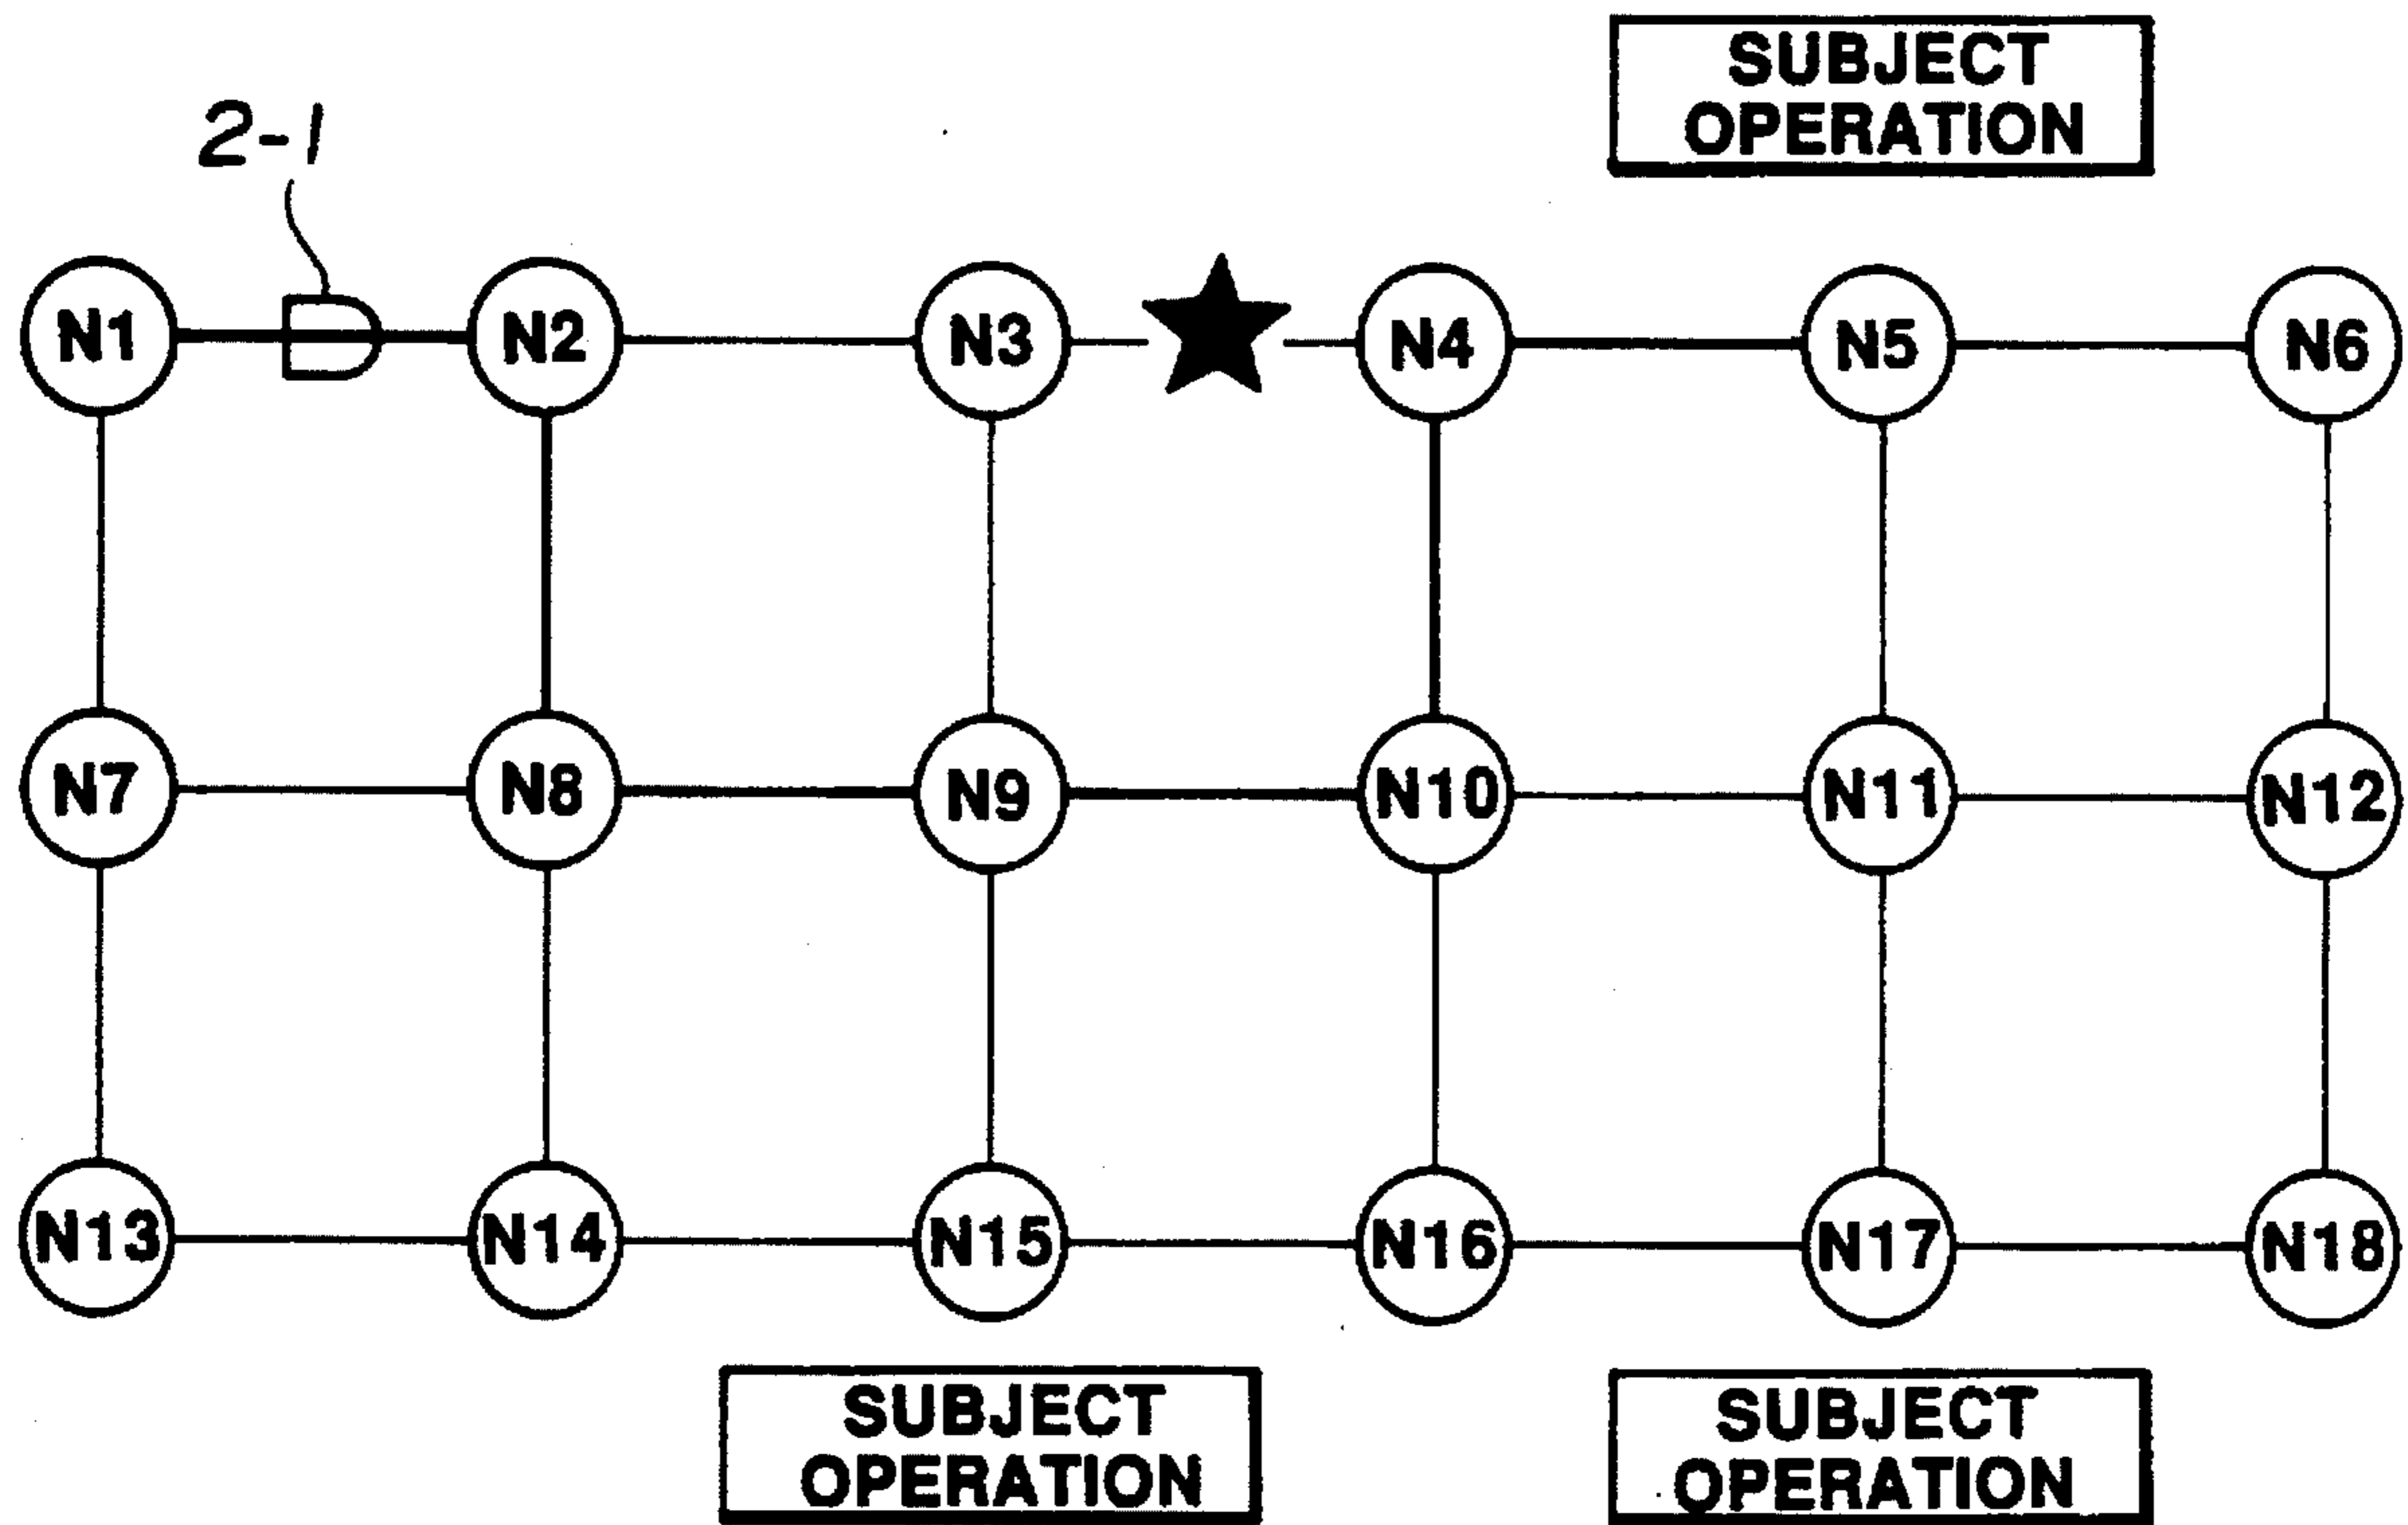 SUBJECT
OPERATION
2-1
N1 N2 N3 N4 N5 N6
N7 N8 N9 N10 N11 N12
N13 N14 N15 N16 N17 N18
SUBJECT
OPERATION
SUBJECT
OPERATION